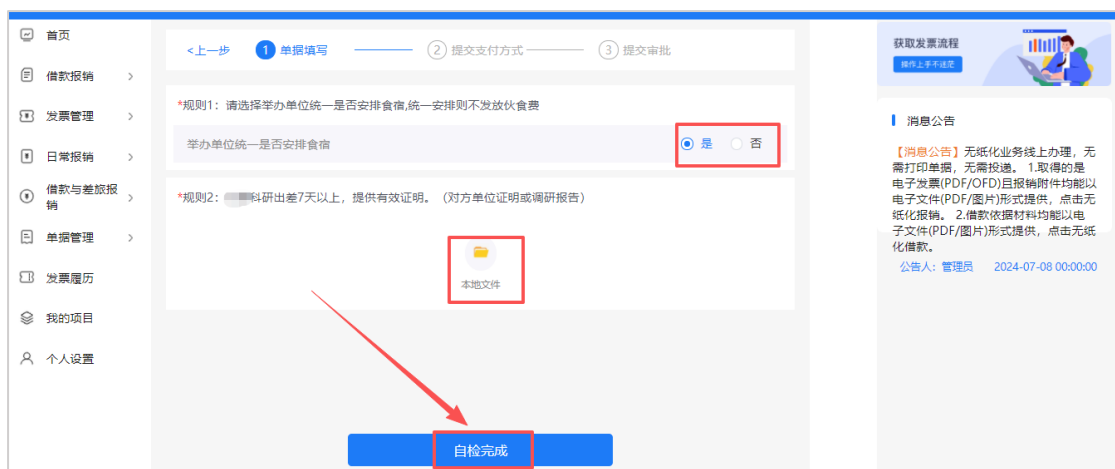 首页
借款报销
发票管理
日常报销
借款与差旅报
销
单据管理
发票履历
我的项目
个人设置
<上一步
1 单据填写
2 提交支付方式
3 提交审批
*规则1：请选择举办单位统一是否安排食宿,统一安排则不发放伙食费
举办单位统一是否安排食宿
是
否
*规则2：科研出差7天以上，提供有效证明。（对方单位证明或调研报告）
本地文件
自检完成
获取发票流程
操作上手不迷茫
消息公告
【消息公告】无纸化业务线上办理，无
需打印单据，无需投递。 1.取得的是
电子发票(PDF/OFD)且报销附件均能以
电子文件(PDF/图片)形式提供，点击无
纸化报销。 2.借款依据材料均能以电
子文件(PDF/图片)形式提供，点击无纸
化借款。
公告人：管理员 2024-07-08 00:00:00